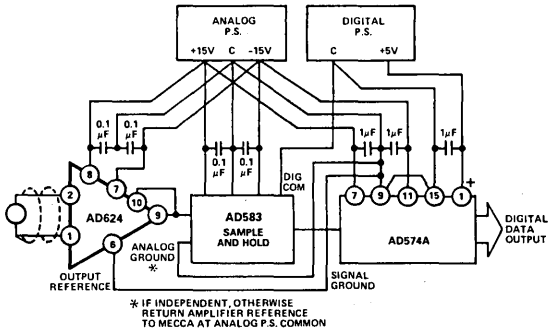 ANALOG
P.S.
+15V C -15V
DIGITAL
P.S.
C +5V
0.1
µF
0.1
µF
0.1
µF
0.1
µF
1µF
1µF
1µF
DIG
COM
8
7
10
9
2
1
6
AD624
7
9
11
15
1
+
AD583
SAMPLE
AND HOLD
AD574A
DIGITAL
DATA
OUTPUT
ANALOG
GROUND
*
OUTPUT
REFERENCE
SIGNAL
GROUND
* IF INDEPENDENT, OTHERWISE
RETURN AMPLIFIER REFERENCE
TO MECCA AT ANALOG P.S. COMMON